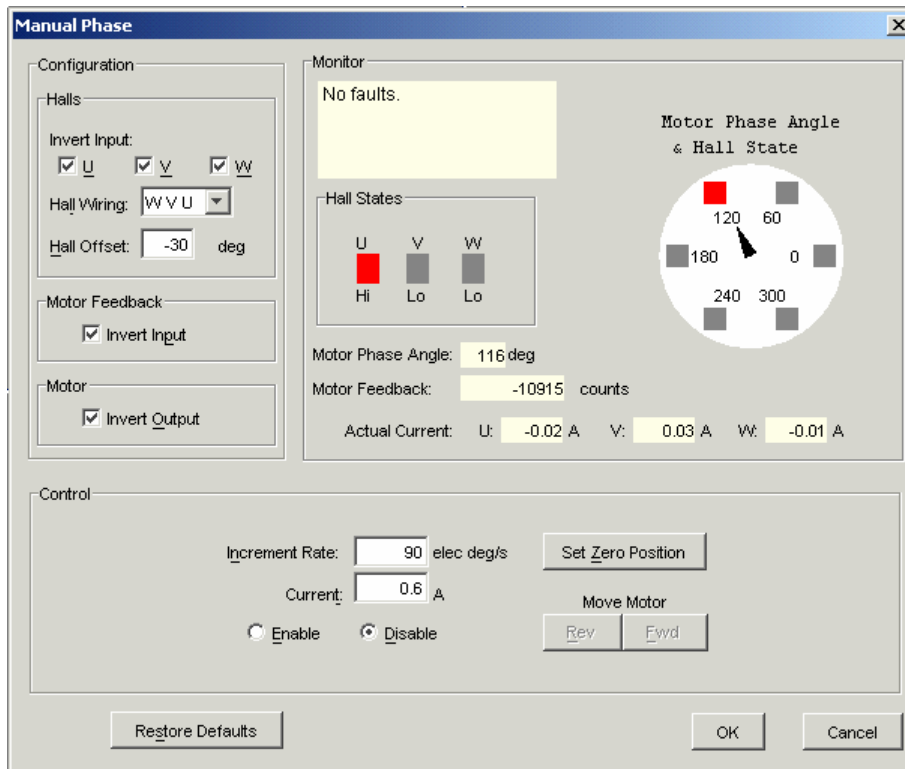 Manual Phase
Configuration
Halls
Invert Input:
U V W
Hall Wiring: W V U
Hall Offset: -30 deg
Motor Feedback
Invert Input
Motor
Invert Output
Monitor
No faults.
Hall States
U V W
Hi Lo Lo
Motor Phase Angle
& Hall State
120 60
180 0
240 300
Motor Phase Angle: 116 deg
Motor Feedback: -10915 counts
Actual Current: U: -0.02 A V: 0.03 A W: -0.01 A
Control
Increment Rate: 90 elec deg/s Set Zero Position
Current: 0.6 A
Move Motor
Enable Disable Rev Fwd
Restore Defaults OK Cancel